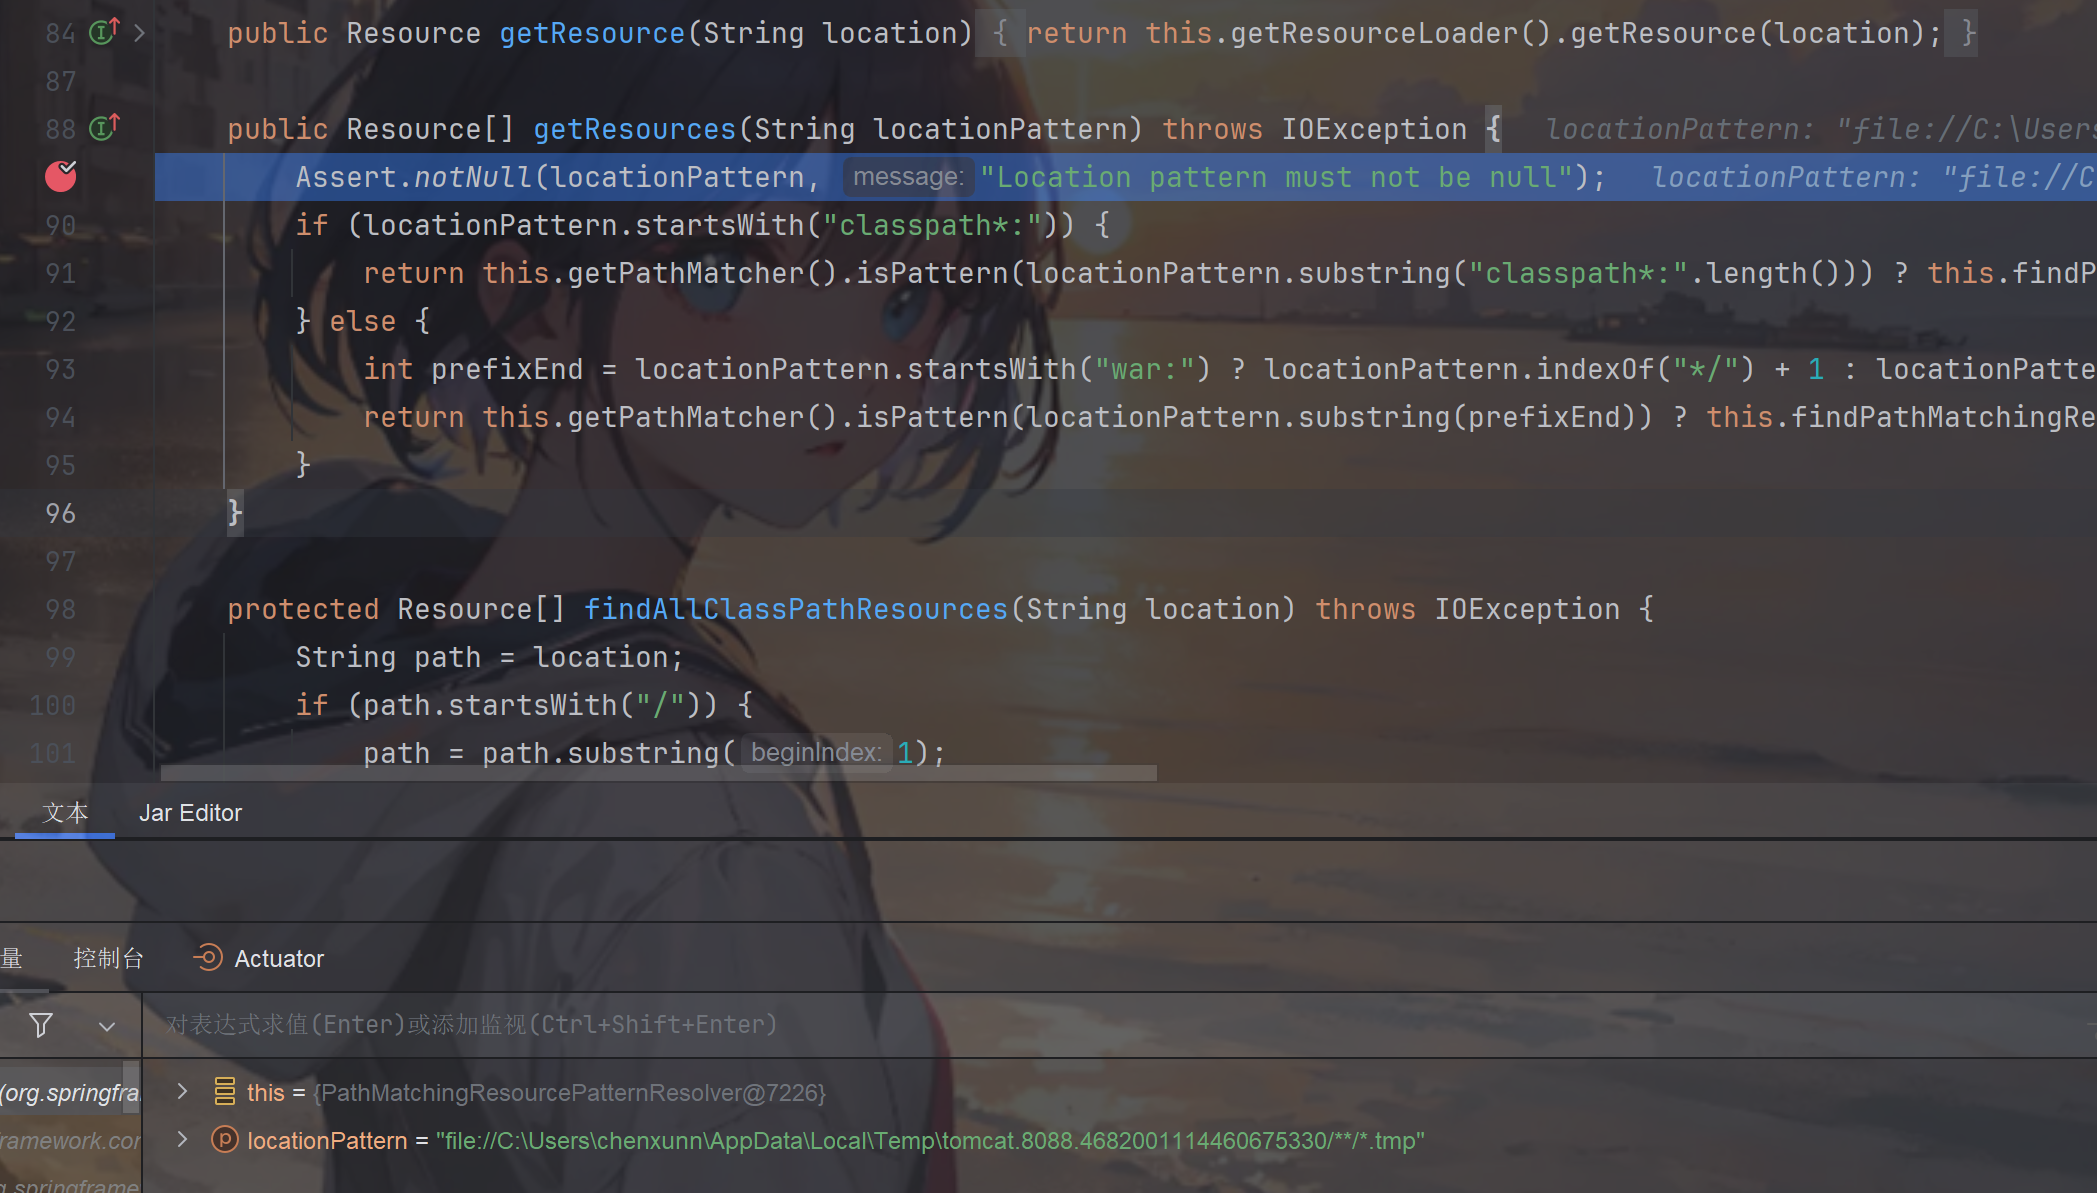 84 public Resource getResource(String location) { return this.getResourceLoader().getResource(location); }
87
88 public Resource[] getResources(String locationPattern) throws IOException { locationPattern: "file://C:\Users
Assert.notNull(locationPattern, message: "Location pattern must not be null"); locationPattern: "file://C
90 if (locationPattern.startsWith("classpath*:")) {
91 return this.getPathMatcher().isPattern(locationPattern.substring("classpath*:".length())) ? this.findP
92 } else {
93 int prefixEnd = locationPattern.startsWith("war:") ? locationPattern.indexOf("*/") + 1 : locationPatte
94 return this.getPathMatcher().isPattern(locationPattern.substring(prefixEnd)) ? this.findPathMatchingRe
95 }
96 }
97
98 protected Resource[] findAllClassPathResources(String location) throws IOException {
99 String path = location;
100 if (path.startsWith("/")) {
101 path = path.substring( beginIndex: 1);
文本 Jar Editor
量 控制台 Actuator
对表达式求值(Enter)或添加监视(Ctrl+Shift+Enter)
(org.springfra this = {PathMatchingResourcePatternResolver@7226}
ramework.cor locationPattern = "file://C:\Users\chenxunn\AppData\Local\Temp\tomcat.8088.4682001114460675330/**/*.tmp"
g.springframe